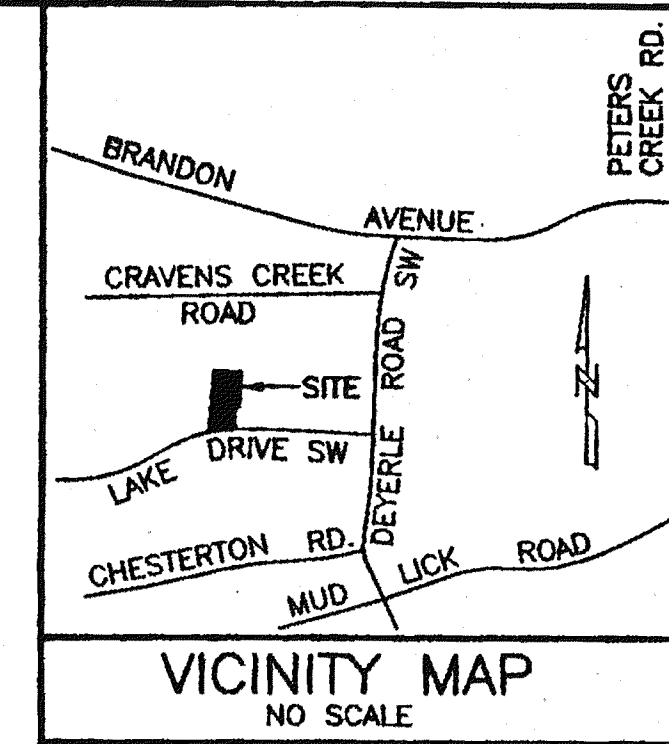 PETERS
CREEK RD.
BRANDON
AVENUE
CRAVENS CREEK
ROAD
DEYERLE ROAD SW
SITE
N
LAKE DRIVE SW
CHESTERTON RD.
MUD LICK ROAD
VICINITY MAP
NO SCALE